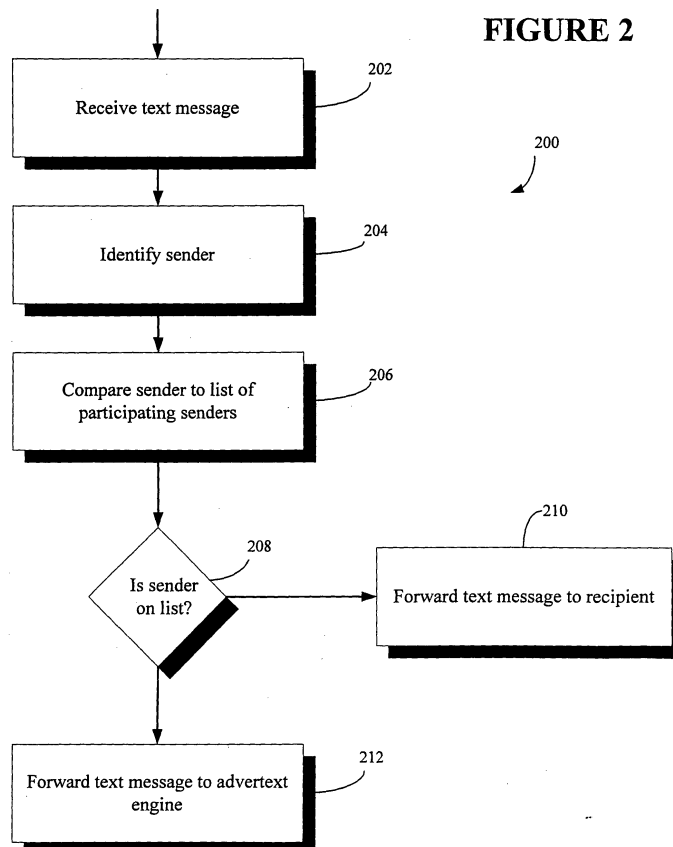 FIGURE 2
202
Receive text message
200
204
Identify sender
206
Compare sender to list of
participating senders
210
208
Is sender
on list?
Forward text message to recipient
212
Forward text message to advertext
engine